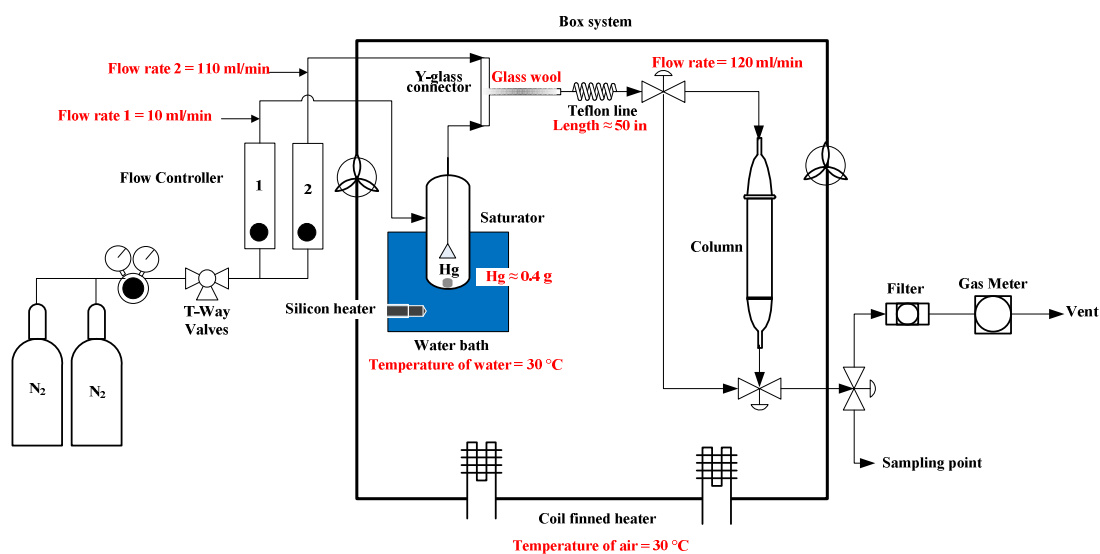 Box system
Flow rate 2 = 110 ml/min
Flow rate 1 = 10 ml/min
Y-glass
connector
Glass wool
Teflon line
Length ≈ 50 in
Flow rate = 120 ml/min
Flow Controller
1
2
Saturator
Hg
Hg ≈ 0.4 g
Column
T-Way
Valves
Silicon heater
Water bath
Temperature of water = 30 °C
Filter
Gas Meter
Vent
N₂
N₂
Sampling point
Coil finned heater
Temperature of air = 30 °C